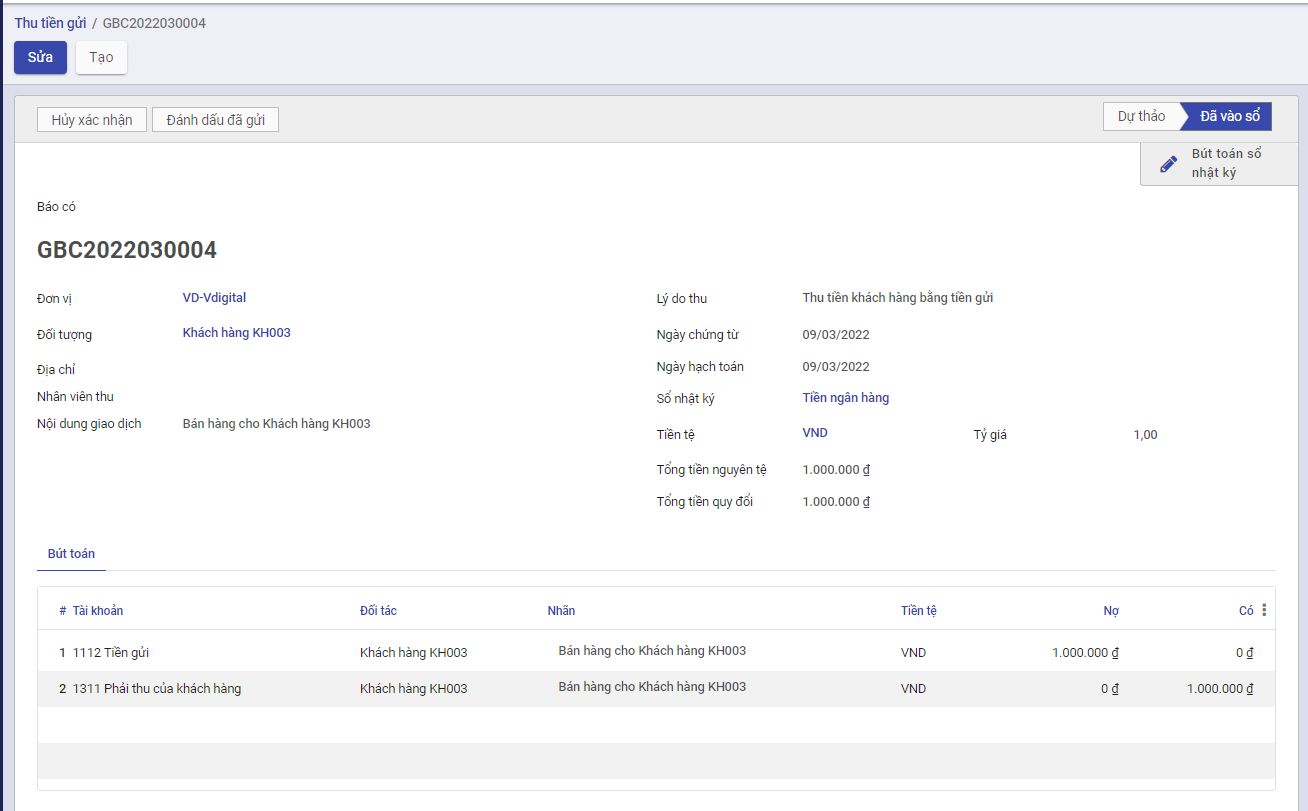 Thu tiền gửi / GBC2022030004
Sửa Tạo
Hủy xác nhận Đánh dấu đã gửi Dự thảo Đã vào sổ
Bút toán sổ
nhật ký
Báo có
GBC2022030004
Đơn vị VD-Vdigital Lý do thu Thu tiền khách hàng bằng tiền gửi
Đối tượng Khách hàng KH003 Ngày chứng từ 09/03/2022
Địa chỉ Ngày hạch toán 09/03/2022
Nhân viên thu Sổ nhật ký Tiền ngân hàng
Nội dung giao dịch Bán hàng cho Khách hàng KH003 Tiền tệ VND Tỷ giá 1,00
Tổng tiền nguyên tệ 1.000.000 ₫
Tổng tiền quy đổi 1.000.000 ₫
Bút toán
# Tài khoản Đối tác Nhãn Tiền tệ Nợ Có
1 1112 Tiền gửi Khách hàng KH003 Bán hàng cho Khách hàng KH003 VND 1.000.000 ₫ 0 ₫
2 1311 Phải thu của khách hàng Khách hàng KH003 Bán hàng cho Khách hàng KH003 VND 0 ₫ 1.000.000 ₫